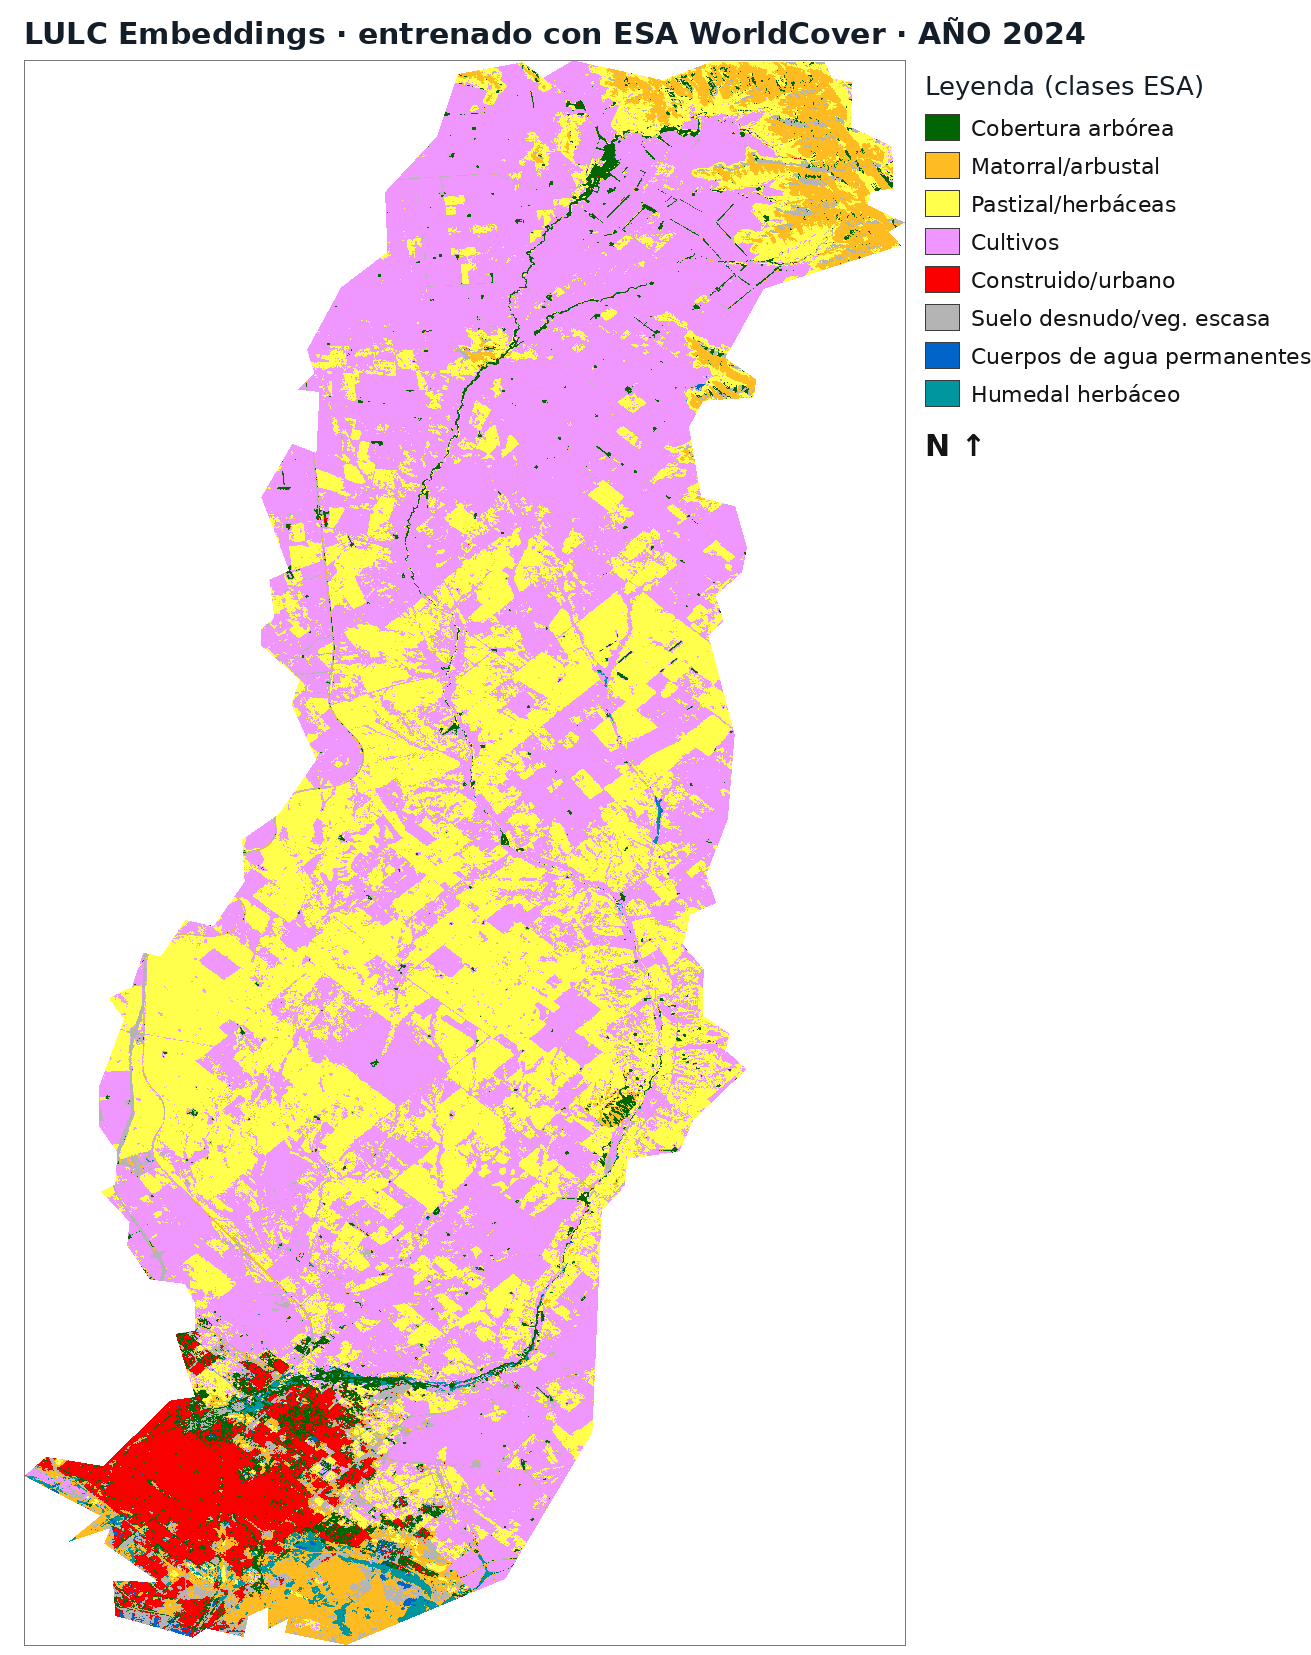 LULC Embeddings · entrenado con ESA WorldCover · AÑO 2024
Leyenda (clases ESA)
Cobertura arbórea
Matorral/arbustal
Pastizal/herbáceas
Cultivos
Construido/urbano
Suelo desnudo/veg. escasa
Cuerpos de agua permanentes
Humedal herbáceo
N ↑